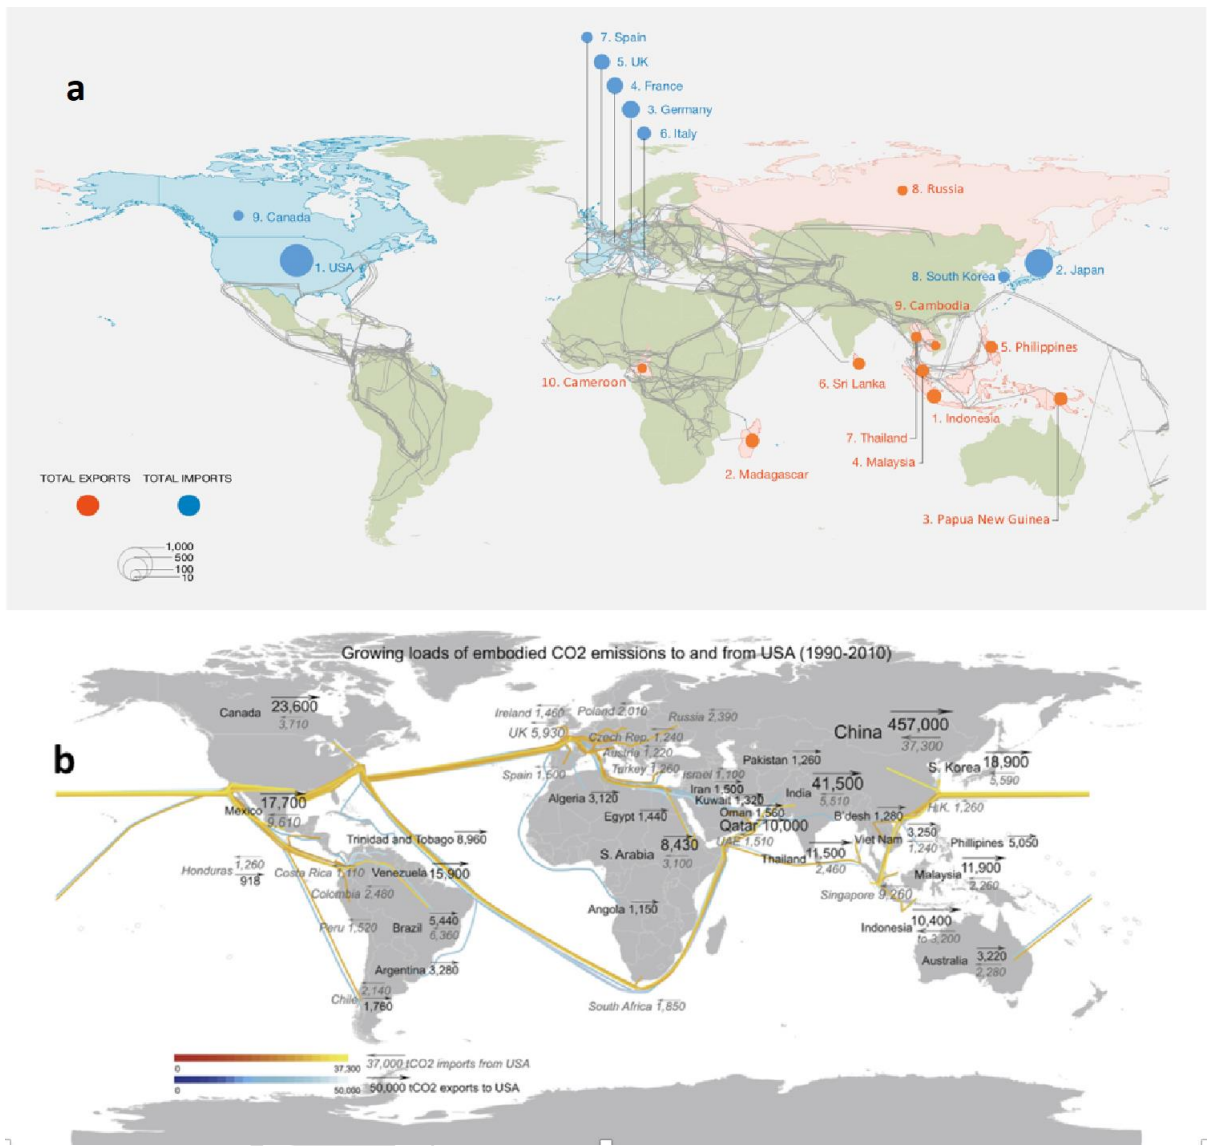 a
7. Spain
5. UK
4. France
3. Germany
6. Italy
8. Russia
9. Canada
1. USA
8. South Korea
2. Japan
9. Cambodia
5. Philippines
10. Cameroon
6. Sri Lanka
1. Indonesia
7. Thailand
4. Malaysia
2. Madagascar
3. Papua New Guinea
TOTAL EXPORTS TOTAL IMPORTS
1,000
500
100
10
b
Growing loads of embodied CO2 emissions to and from USA (1990-2010)
Canada 23,600
3,710
Ireland 1,460
Poland 2,010
Russia 2,390
UK 5,930
Czech Rep. 1,240
Austria 1,220
Turkey 1,260
Spain 1,600
Israel 1,100
China 457,000
37,300
Pakistan 1,260
S. Korea 18,900
5,590
India 41,500
5,510
Iran 1,500
Kuwait 1,320
Oman 1,560
Qatar 10,000
UAE 1,510
H.K. 1,260
B'desh 1,280
Mexico 17,700
9,610
Algeria 3,120
Egypt 1,440
S. Arabia 8,430
3,100
Viet Nam 3,250
1,240
Phillipines 5,050
Trinidad and Tobago 8,960
Thailand 11,500
2,460
Malaysia 11,900
2,260
Honduras 1,260
918
Costa Rica 1,110
Venezuela 15,900
Colombia 2,480
Singapore 9,260
Angola 1,150
Peru 1,520
Brazil 5,440
6,360
Indonesia 10,400
to 3,200
Argentina 3,280
Australia 3,220
2,280
Chile 2,140
1,760
South Africa 1,850
0 37,300
37,000 tCO2 imports from USA
0 50,000
50,000 tCO2 exports to USA